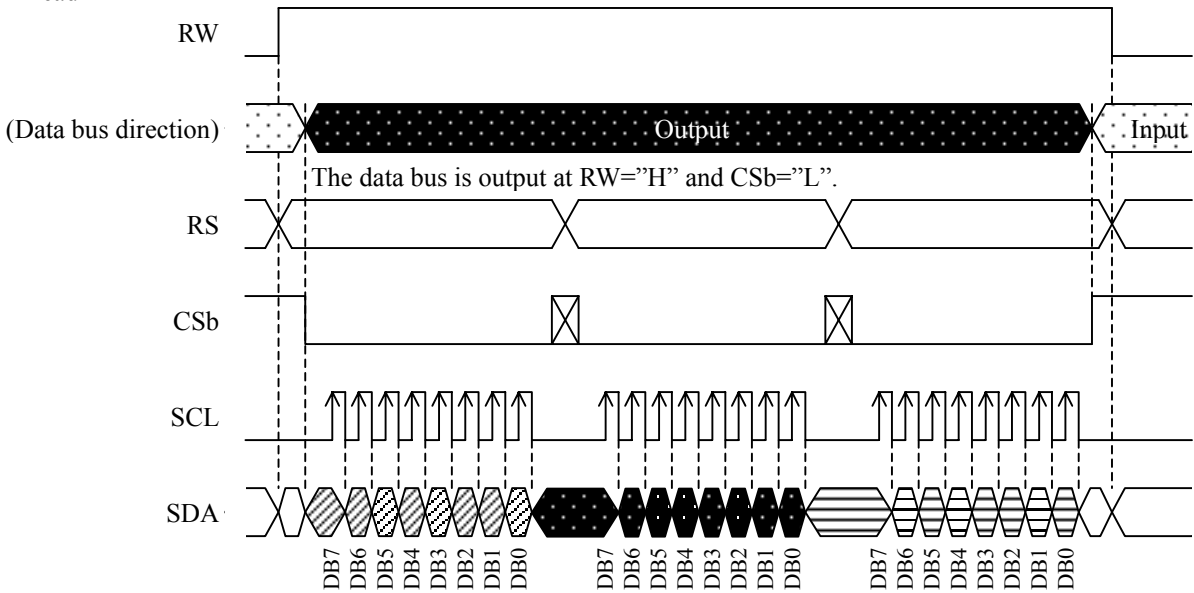 RW
(Data bus direction)
Output
Input
The data bus is output at RW=”H” and CSb=”L”.
RS
CSb
SCL
SDA
DB7 DB6 DB5 DB4 DB3 DB2 DB1 DB0 DB7 DB6 DB5 DB4 DB3 DB2 DB1 DB0 DB7 DB6 DB5 DB4 DB3 DB2 DB1 DB0